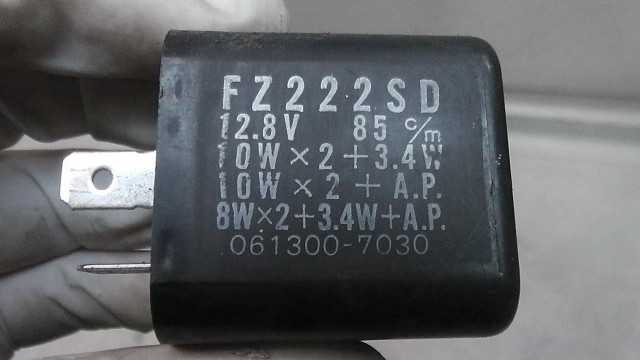 FZ222SD
12.8V 85 c/m
10W×2+3.4W
10W×2+A.P.
8W×2+3.4W+A.P.
061300-7030